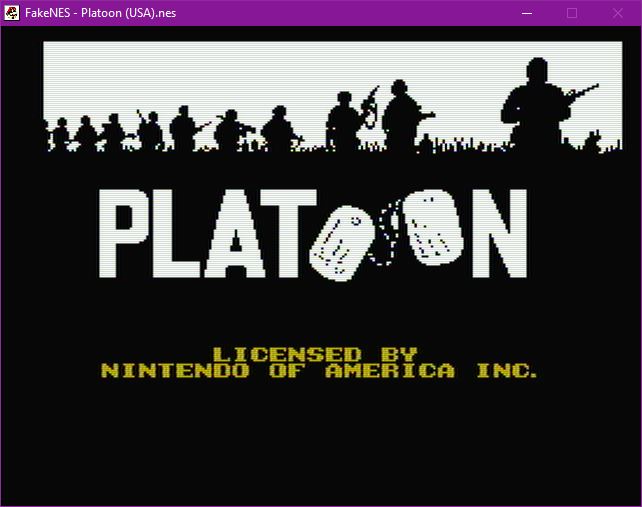 FakeNES - Platoon (USA).nes
PLATOON
LICENSED BY
NINTENDO OF AMERICA INC.